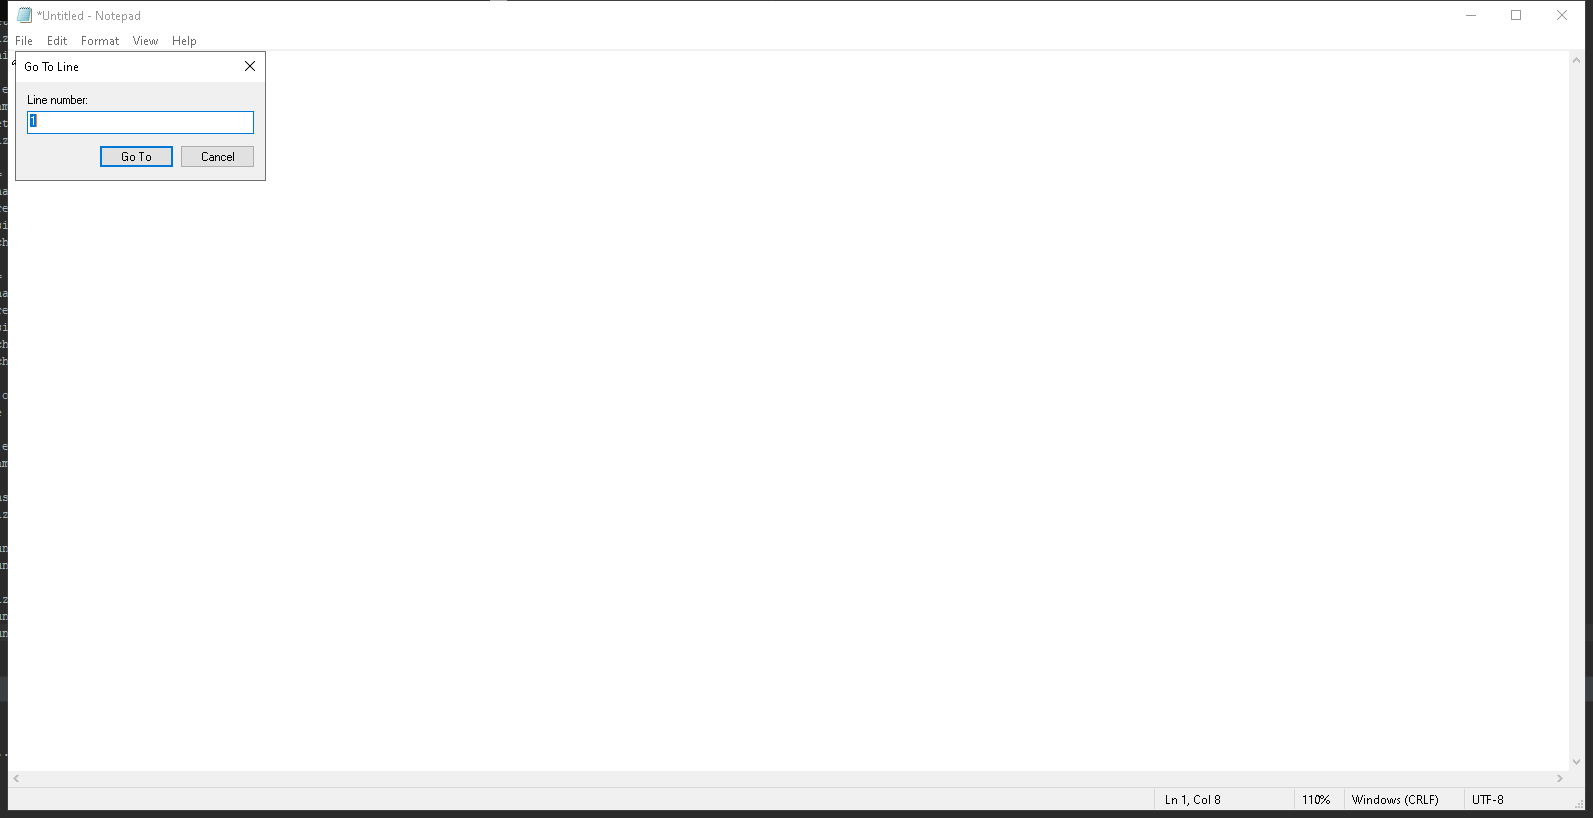 *Untitled - Notepad
File Edit Format View Help
Go To Line
Line number:
1
Go To Cancel
Ln 1, Col 8 110% Windows (CRLF) UTF-8